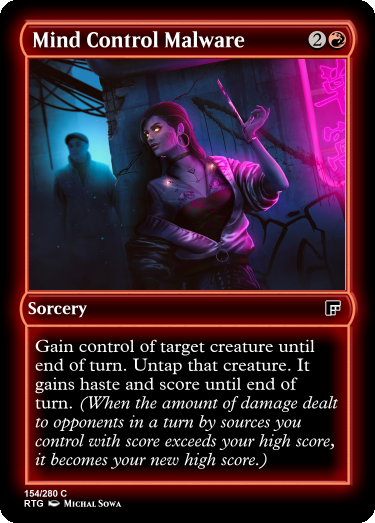 Mind Control Malware 2
Sorcery
Gain control of target creature until
end of turn. Untap that creature. It
gains haste and score until end of
turn. (When the amount of damage dealt
to opponents in a turn by sources you
control with score exceeds your high score,
it becomes your new high score.)
154/280 C
RTG Michal Sowa